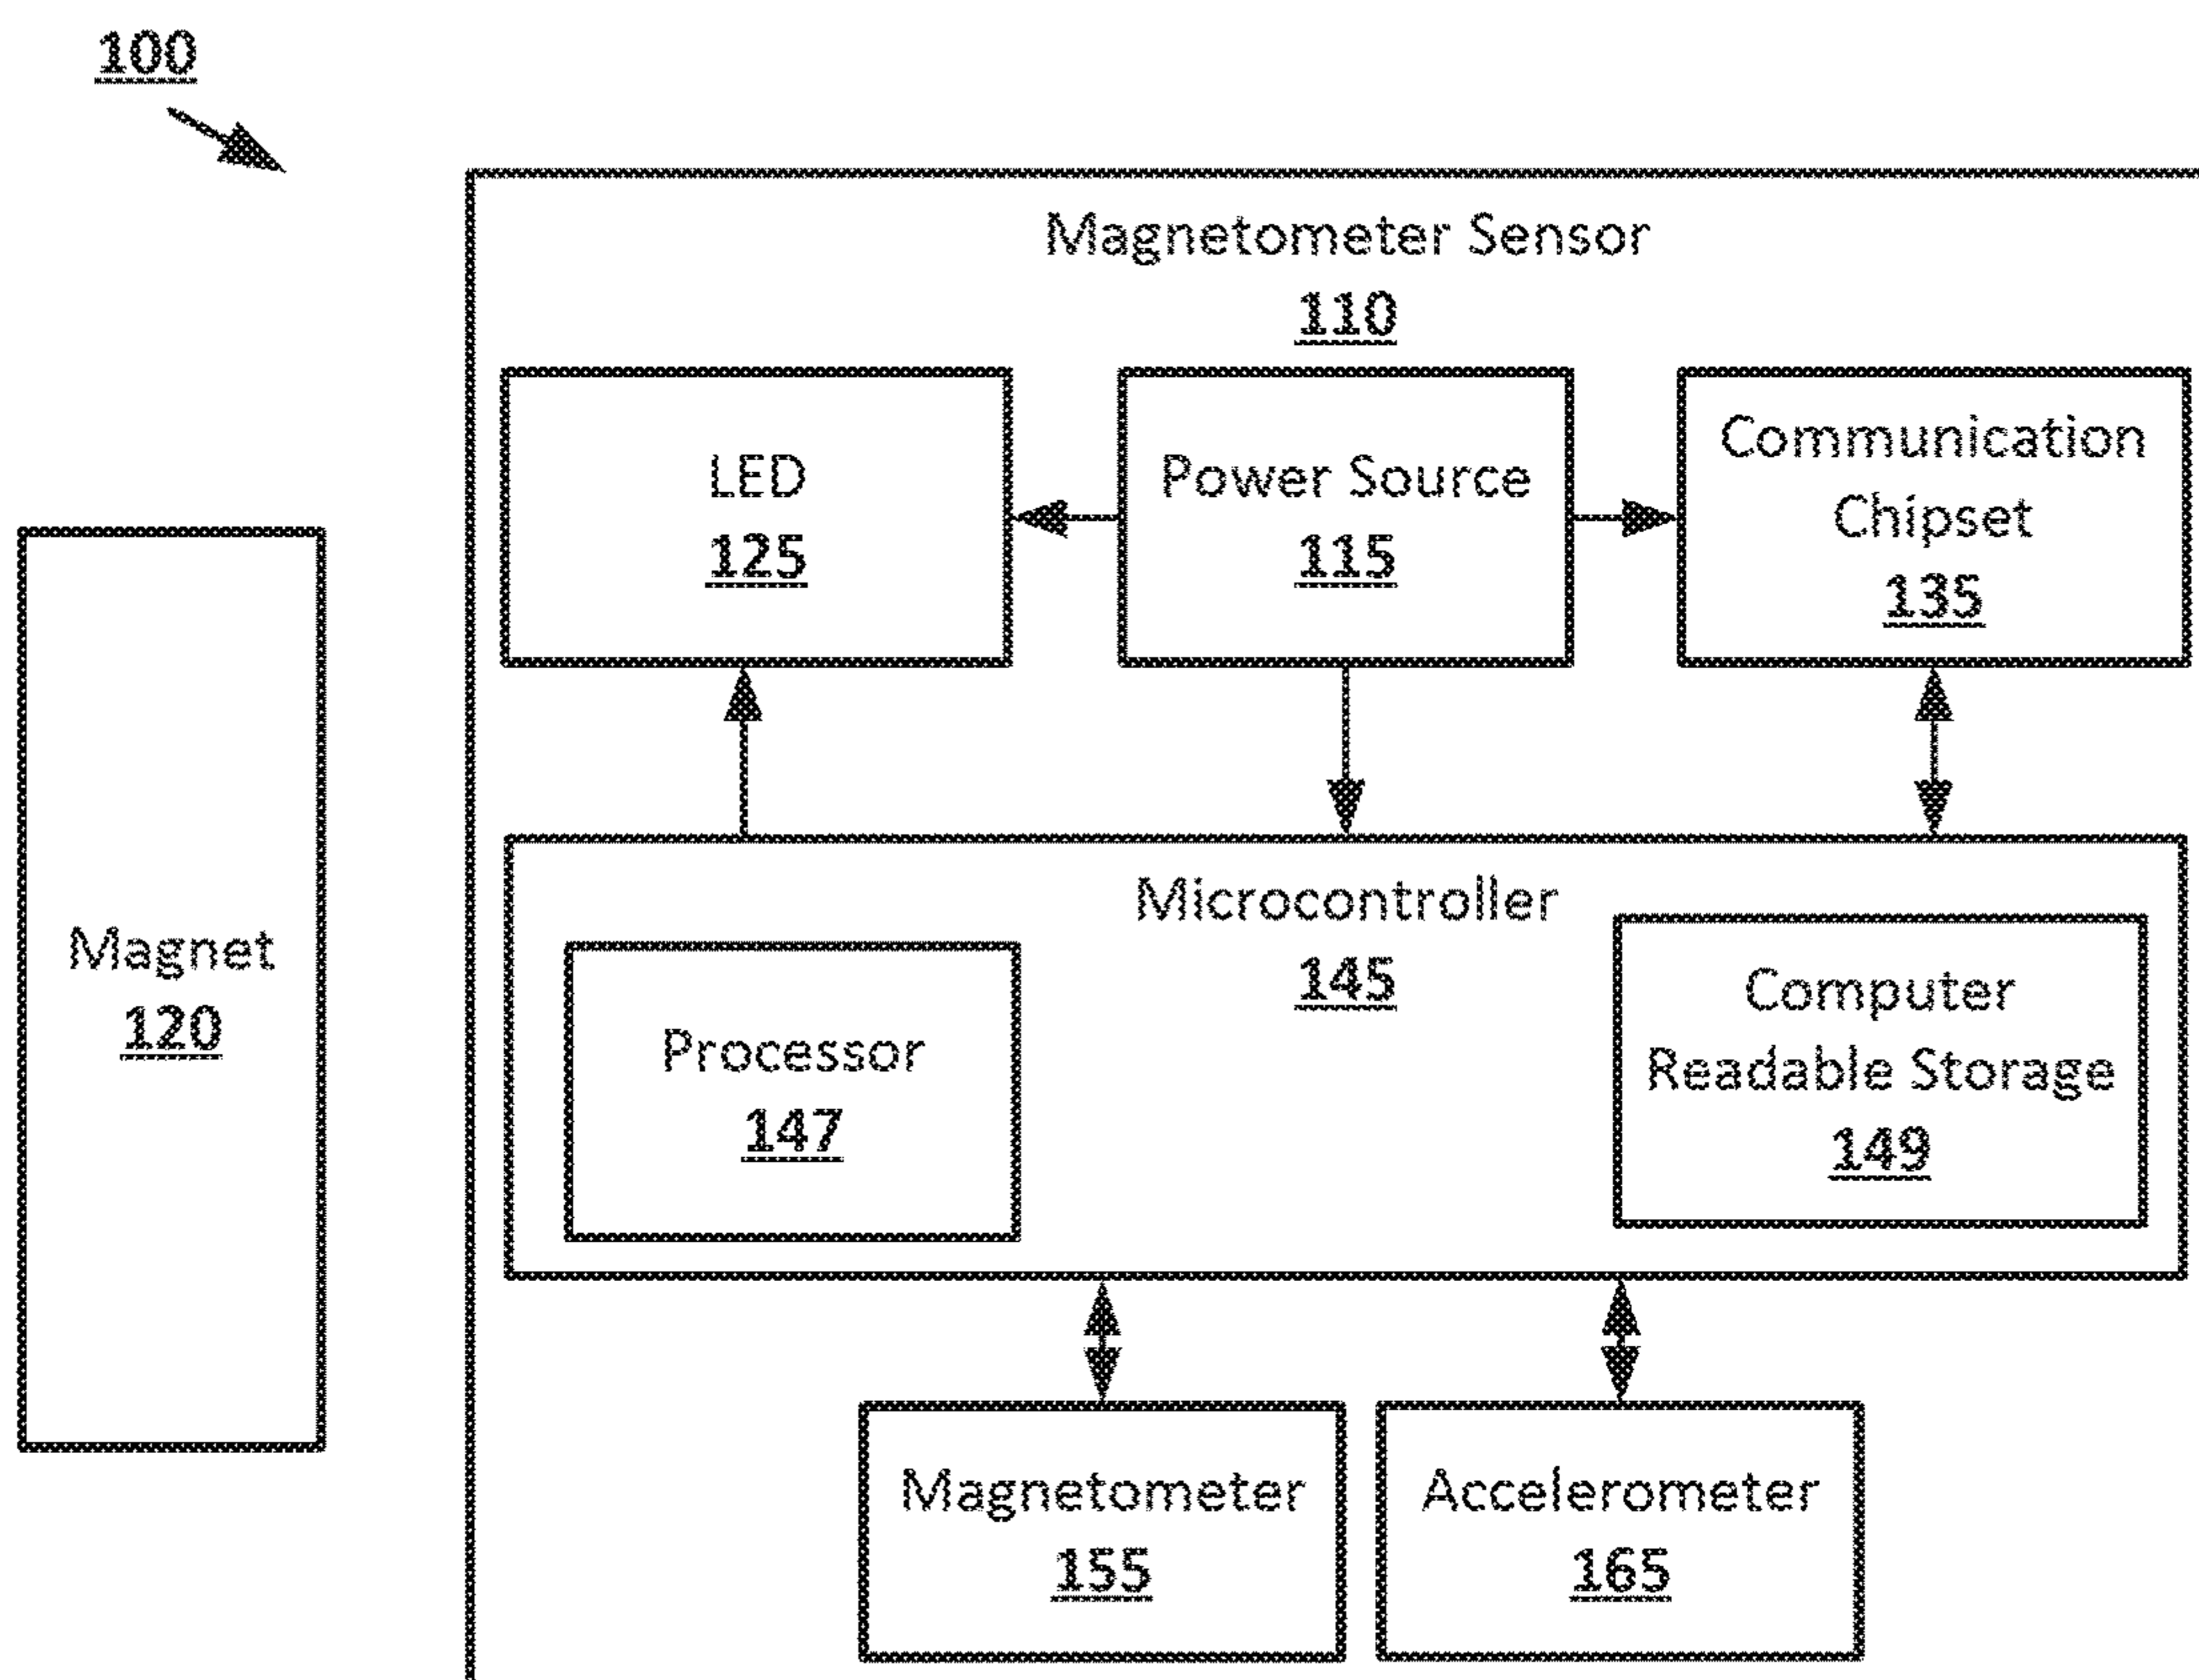 100
Magnetometer Sensor
110
LED
125
Power Source
115
Communication
Chipset
135
Magnet
120
Microcontroller
145
Processor
147
Computer
Readable Storage
149
Magnetometer
155
Accelerometer
165